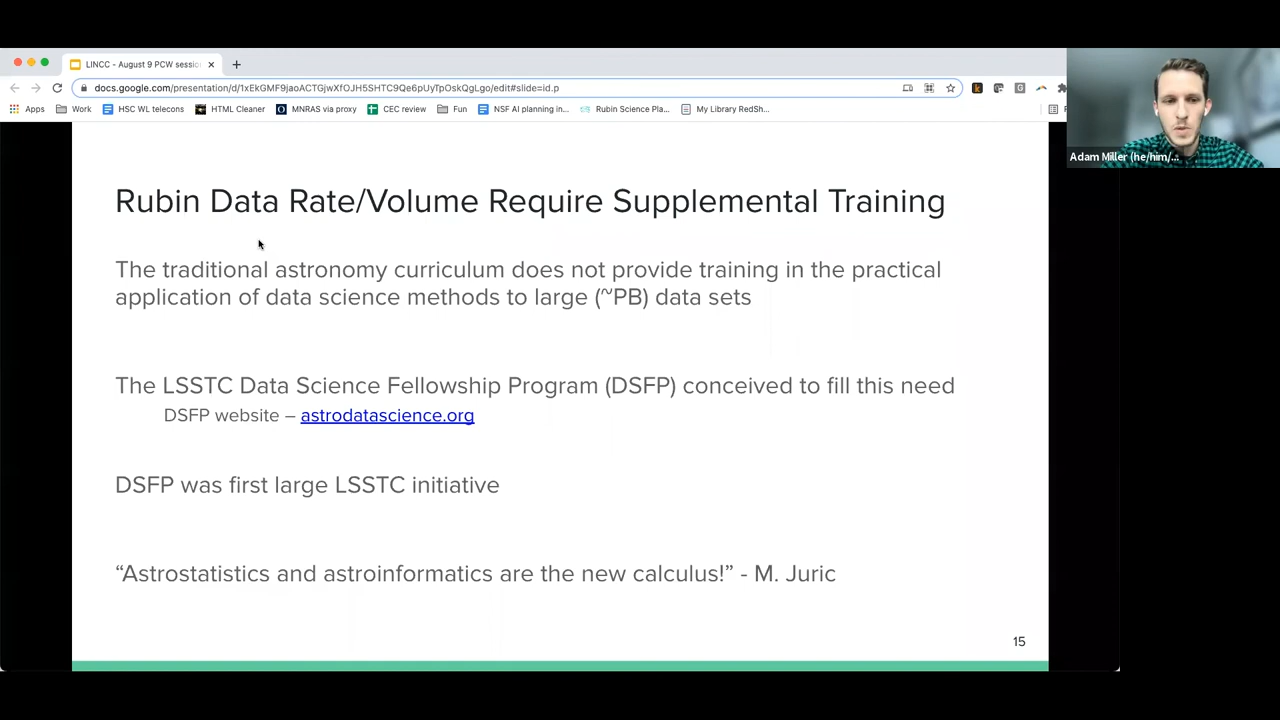 LINCC - August 9 PCW sessio
docs.google.com/presentation/d/1xEkGMF9jaoACTGjwXfOJH5SHTC9Qe6pUyTpOskQgLgo/edit#slide=id.p
Apps Work HSC WL telecons HTML Cleaner MNRAS via proxy CEC review Fun NSF AI planning in... Rubin Science Pla... My Library RedSh...
Adam Miller (he/him/...
Rubin Data Rate/Volume Require Supplemental Training
The traditional astronomy curriculum does not provide training in the practical
application of data science methods to large (~PB) data sets
The LSSTC Data Science Fellowship Program (DSFP) conceived to fill this need
DSFP website – astrodatascience.org
DSFP was first large LSSTC initiative
“Astrostatistics and astroinformatics are the new calculus!” - M. Juric
15